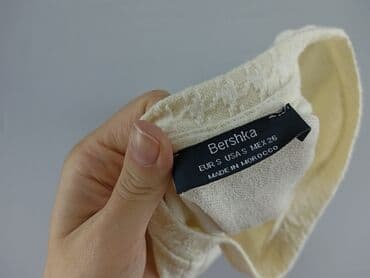 Bershka
EUR S USA S MEX 26
MADE IN MOROCCO